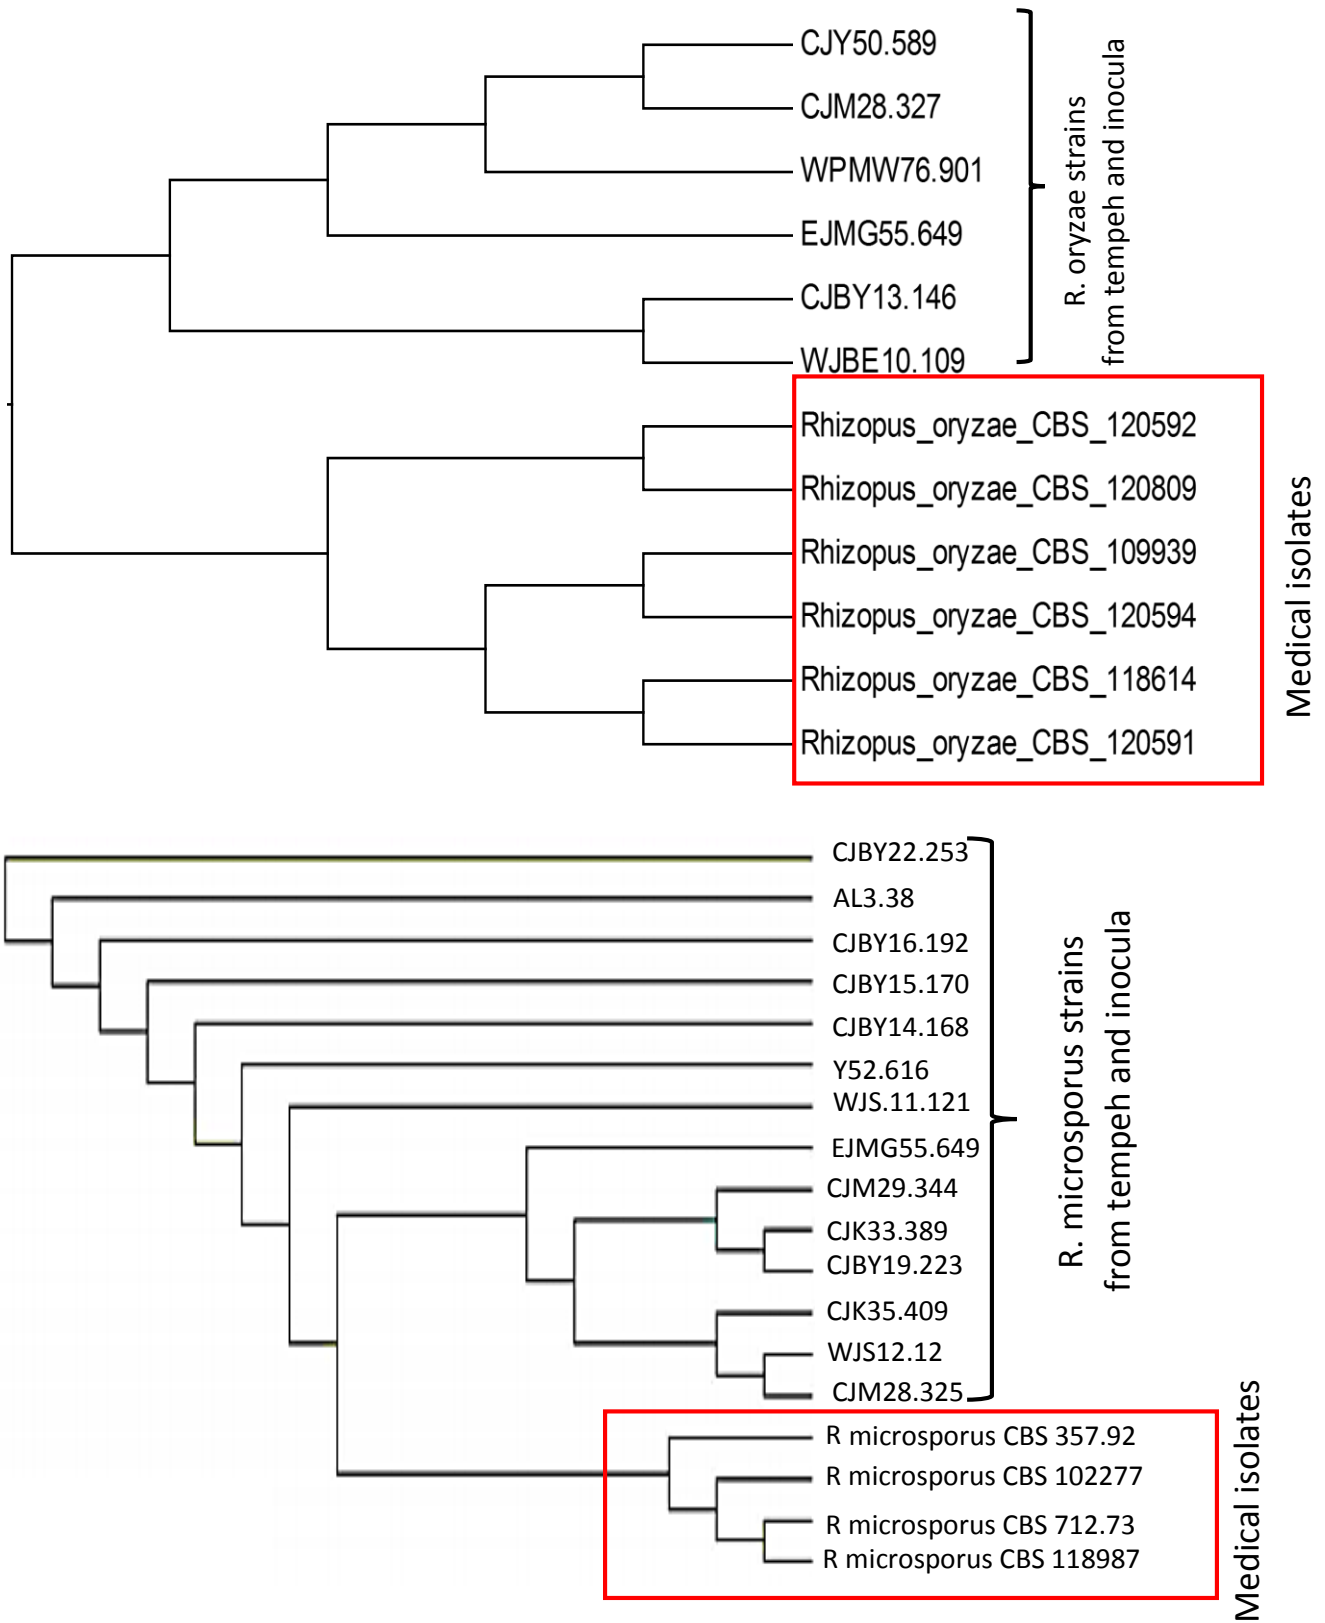 CJY50.589
CJM28.327
WPMW76.901
EJMG55.649
CJBY13.146
WJBE10.109
R. oryzae strains
from tempeh and inocula
Rhizopus_oryzae_CBS_120592
Rhizopus_oryzae_CBS_120809
Rhizopus_oryzae_CBS_109939
Rhizopus_oryzae_CBS_120594
Rhizopus_oryzae_CBS_118614
Rhizopus_oryzae_CBS_120591
Medical isolates
CJBY22.253
AL3.38
CJBY16.192
CJBY15.170
CJBY14.168
Y52.616
WJS.11.121
EJMG55.649
CJM29.344
CJK33.389
CJBY19.223
CJK35.409
WJS12.12
CJM28.325
R. microsporus strains
from tempeh and inocula
R microsporus CBS 357.92
R microsporus CBS 102277
R microsporus CBS 712.73
R microsporus CBS 118987
Medical isolates